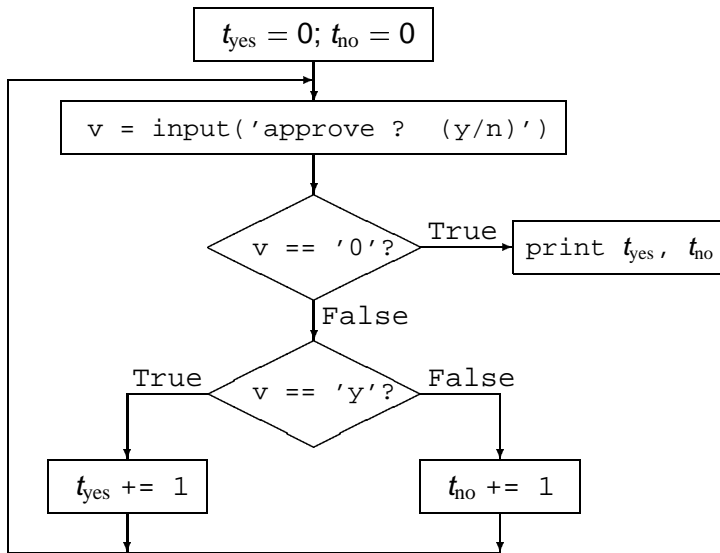 t_yes = 0; t_no = 0
v = input('approve ? (y/n)')
v == '0'?
True
print t_yes, t_no
False
v == 'y'?
True
False
t_yes += 1
t_no += 1